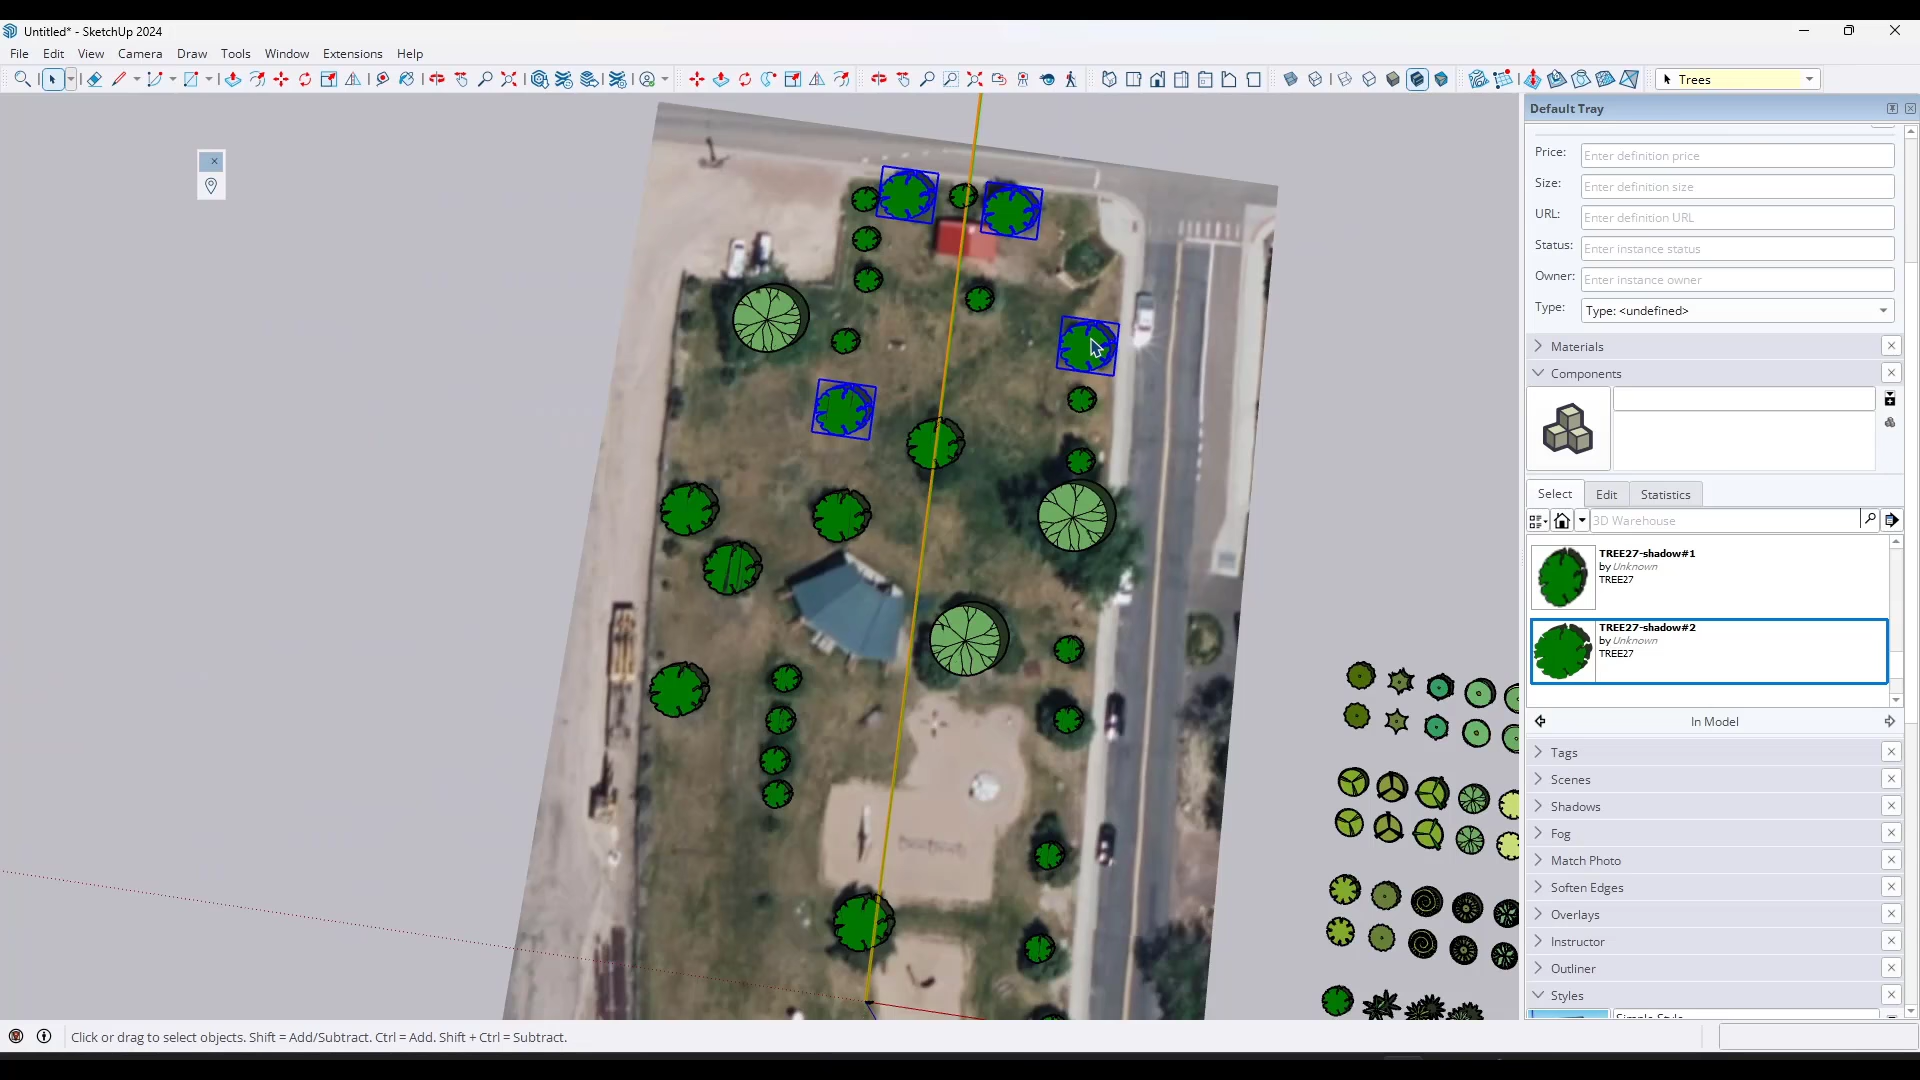 Untitled* - SketchUp 2024
File Edit View Camera Draw Tools Window Extensions Help
Trees
Default Tray
Price: Enter definition price
Size: Enter definition size
URL: Enter definition URL
Status: Enter instance status
Owner: Enter instance owner
Type: Type: <undefined>
Materials
Components
Select Edit Statistics
3D Warehouse
TREE27-shadow#1
by Unknown
TREE27
TREE27-shadow#2
by Unknown
TREE27
In Model
Tags
Scenes
Shadows
Fog
Match Photo
Soften Edges
Overlays
Instructor
Outliner
Styles
Simple Style
Click or drag to select objects. Shift = Add/Subtract. Ctrl = Add. Shift + Ctrl = Subtract.